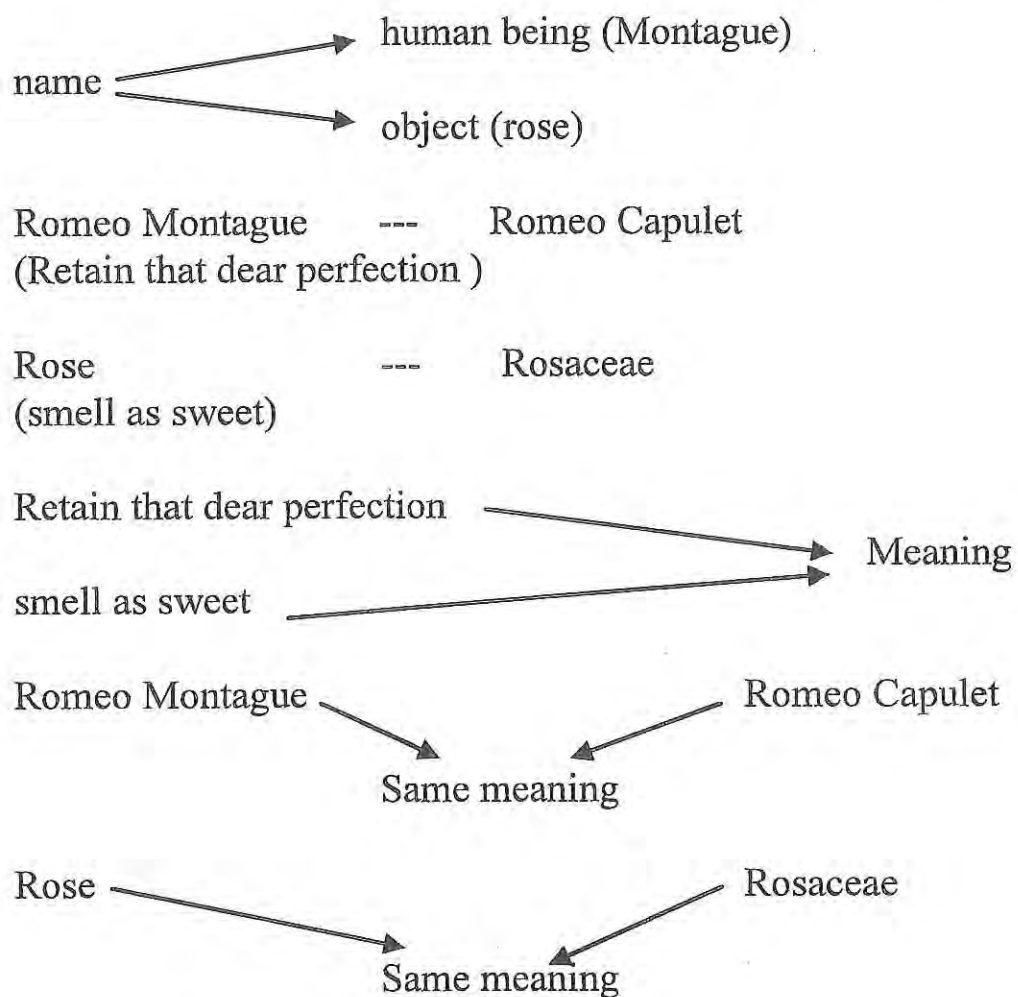 human being (Montague)
name
object (rose)
Romeo Montague --- Romeo Capulet
(Retain that dear perfection )
Rose --- Rosaceae
(smell as sweet)
Retain that dear perfection
Meaning
smell as sweet
Romeo Montague Romeo Capulet
Same meaning
Rose Rosaceae
Same meaning